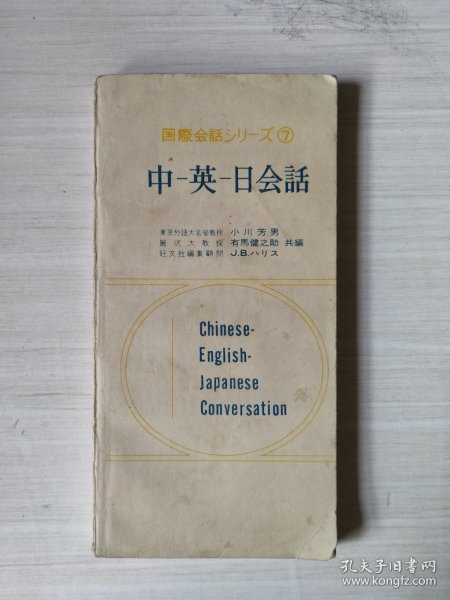 国際会話シリーズ⑦
中-英-日会話
東京外語大名誉教授 小川芳男
麗沢大教授 有馬健之助 共編
旺文社編集顧問 J.B.ハリス
Chinese-
English-
Japanese
Conversation
孔夫子旧书网
www.kongfz.com